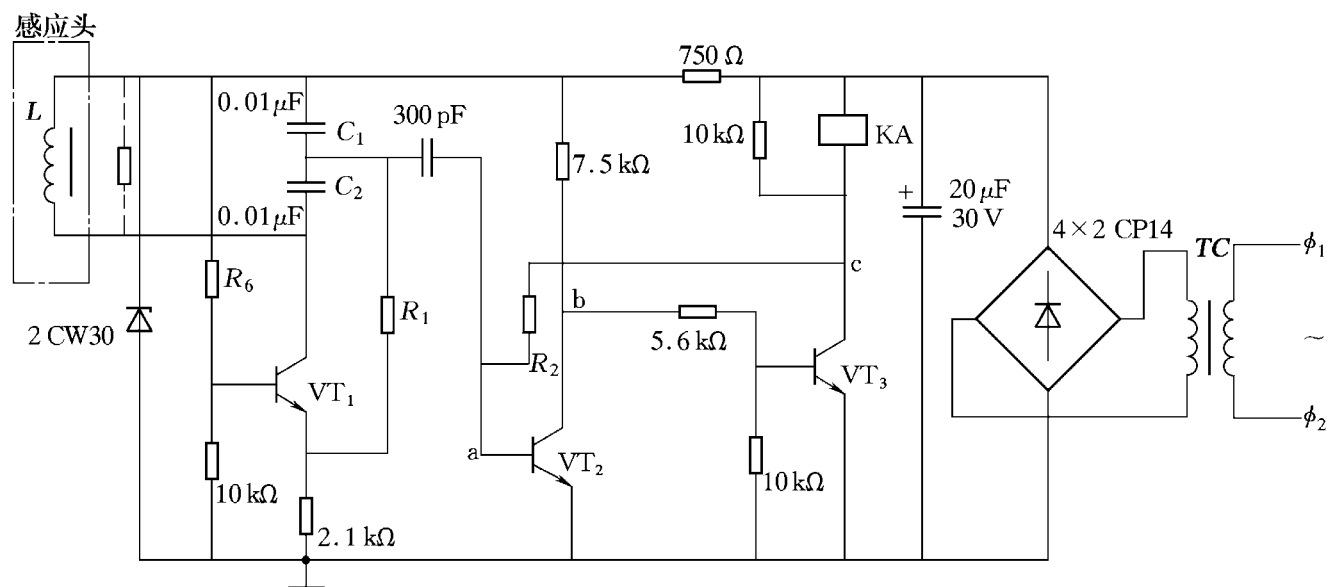 感应头
L
0.01μF
C₁
C₂
0.01μF
300 pF
750 Ω
10 kΩ
KA
7.5 kΩ
+
20 μF
30 V
4×2 CP14
TC
ϕ₁
~
ϕ₂
R₆
R₁
2 CW30
VT₁
b
c
R₂
5.6 kΩ
VT₃
a
VT₂
10 kΩ
10 kΩ
2.1 kΩ